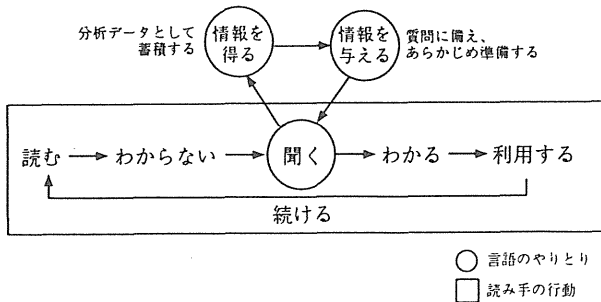 分析データとして
蓄積する
情報を
得る
情報を
与える
質問に備え、
あらかじめ準備する
読む
わからない
聞く
わかる
利用する
続ける
言語のやりとり
読み手の行動